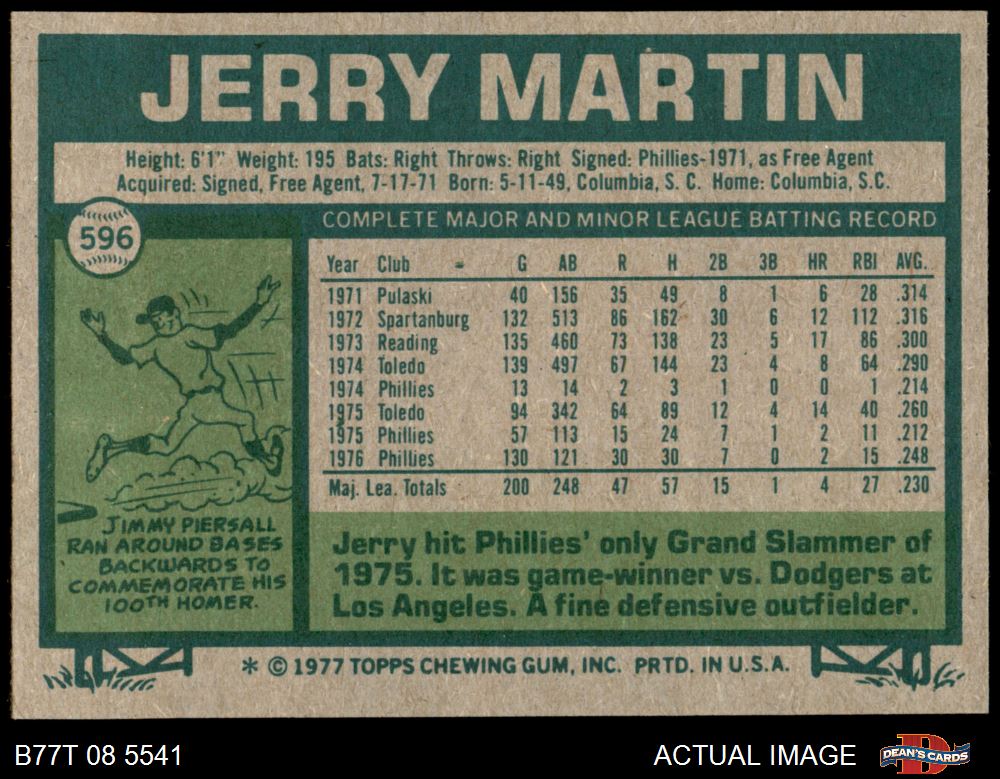 JERRY MARTIN
Height: 6'1" Weight: 195 Bats: Right Throws: Right Signed: Phillies-1971, as Free Agent
Acquired: Signed, Free Agent, 7-17-71 Born: 5-11-49, Columbia, S. C. Home: Columbia, S.C.
596
COMPLETE MAJOR AND MINOR LEAGUE BATTING RECORD
Year Club G AB R H 2B 3B HR RBI AVG.
1971 Pulaski 40 156 35 49 8 1 6 28 .314
1972 Spartanburg 132 513 86 162 30 6 12 112 .316
1973 Reading 135 460 73 138 23 5 17 86 .300
1974 Toledo 139 497 67 144 23 4 8 64 .290
1974 Phillies 13 14 2 3 1 0 0 1 .214
1975 Toledo 94 342 64 89 12 4 14 40 .260
1975 Phillies 57 113 15 24 7 1 2 11 .212
1976 Phillies 130 121 30 30 7 0 2 15 .248
Maj. Lea. Totals 200 248 47 57 15 1 4 27 .230
JIMMY PIERSALL
RAN AROUND BASES
BACKWARDS TO
COMMEMORATE HIS
100TH HOMER.
Jerry hit Phillies' only Grand Slammer of
1975. It was game-winner vs. Dodgers at
Los Angeles. A fine defensive outfielder.
* © 1977 TOPPS CHEWING GUM, INC. PRTD. IN U.S.A.
B77T 08 5541
ACTUAL IMAGE
DEAN'S CARDS